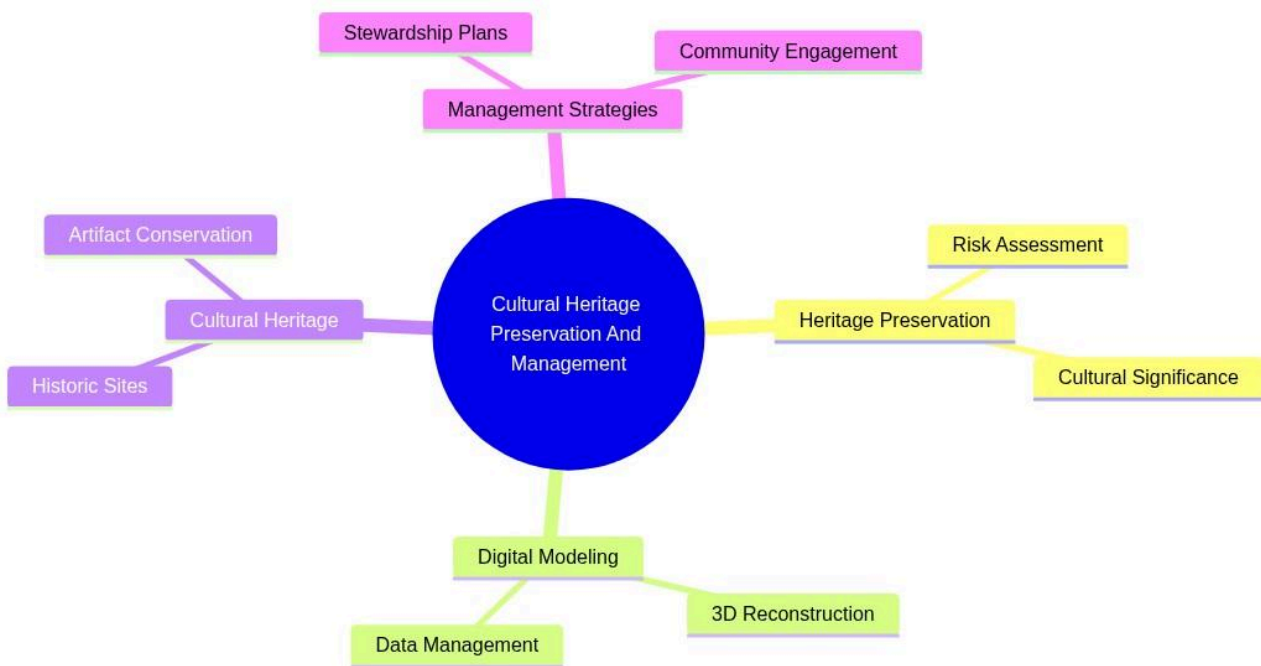 Stewardship Plans
Community Engagement
Management Strategies
Artifact Conservation
Cultural Heritage
Historic Sites
Cultural Heritage
Preservation And
Management
Risk Assessment
Heritage Preservation
Cultural Significance
Digital Modeling
3D Reconstruction
Data Management